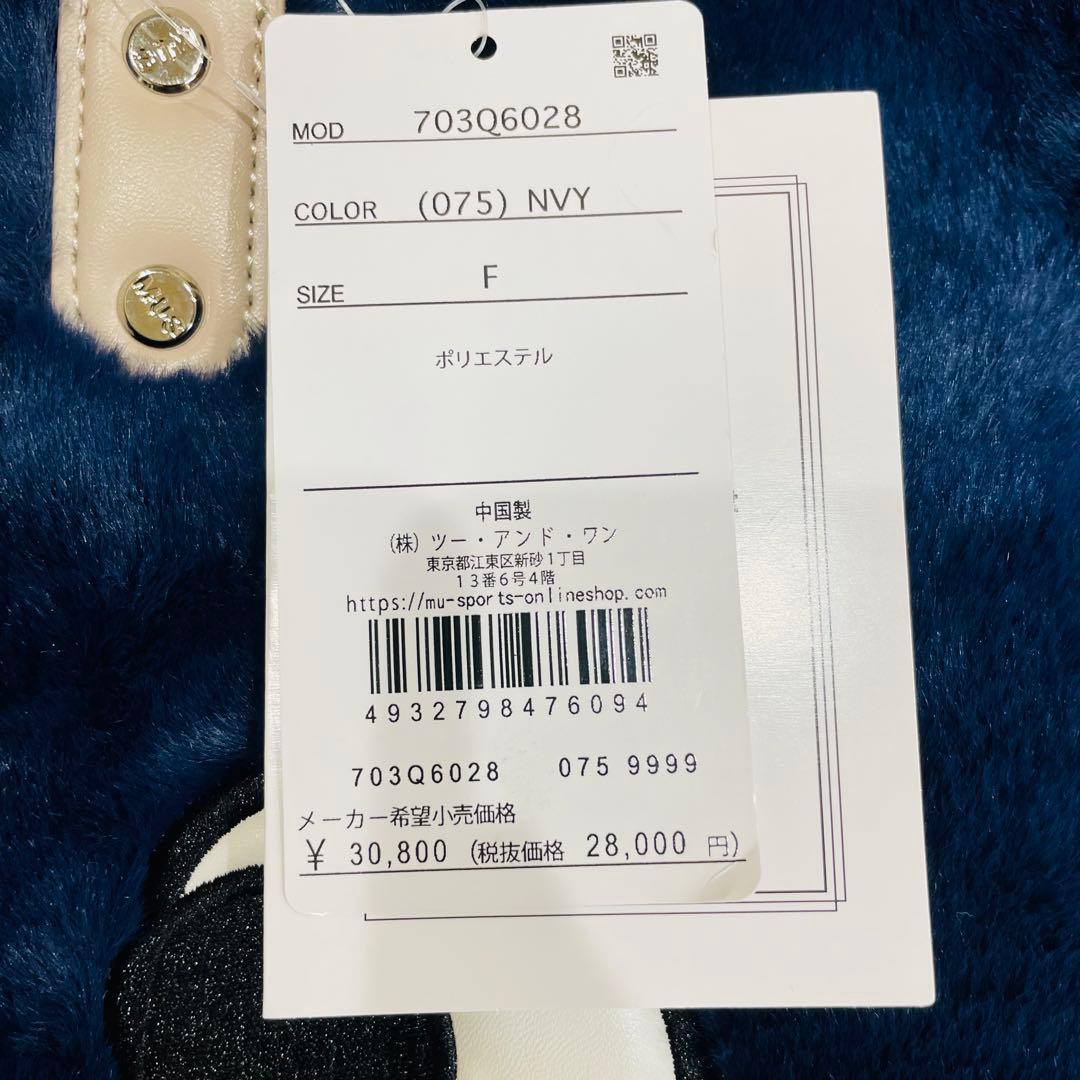 MOD 703Q6028
COLOR (075) NVY
SIZE F
ポリエステル
中国製
(株) ツー・アンド・ワン
東京都江東区新砂1丁目
13番6号4階
https://mu-sports-onlineshop.com
4932798476094
703Q6028 075 9999
メーカー希望小売価格
¥ 30,800 (税抜価格 28,000 円)